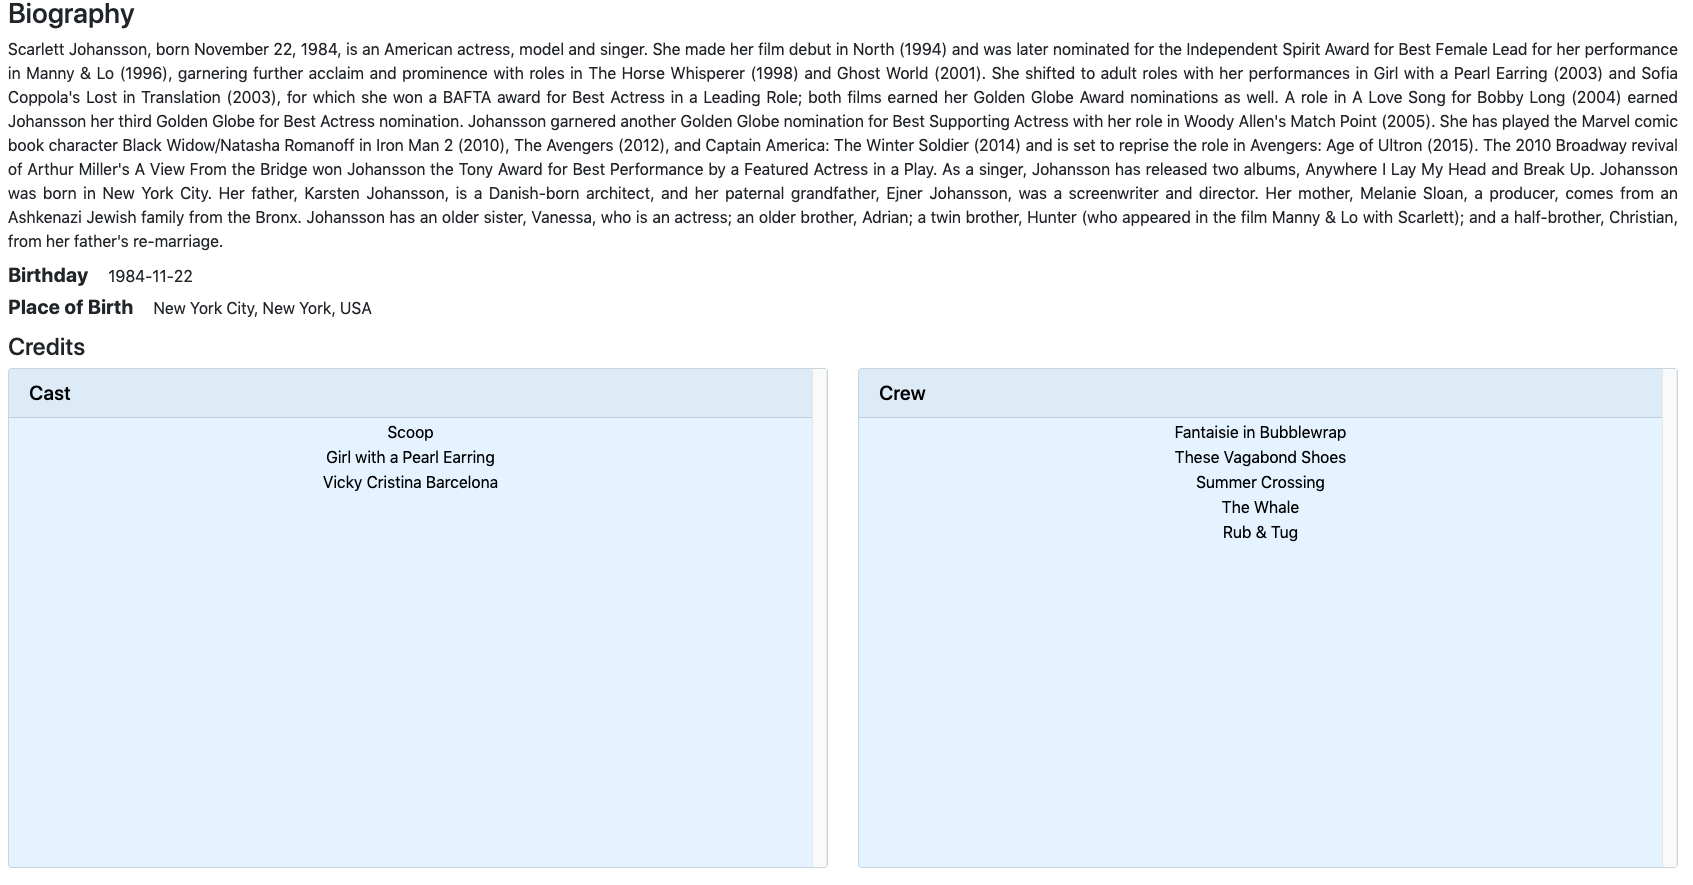 Biography
Scarlett Johansson, born November 22, 1984, is an American actress, model and singer. She made her film debut in North (1994) and was later nominated for the Independent Spirit Award for Best Female Lead for her performance
in Manny & Lo (1996), garnering further acclaim and prominence with roles in The Horse Whisperer (1998) and Ghost World (2001). She shifted to adult roles with her performances in Girl with a Pearl Earring (2003) and Sofia
Coppola's Lost in Translation (2003), for which she won a BAFTA award for Best Actress in a Leading Role; both films earned her Golden Globe Award nominations as well. A role in A Love Song for Bobby Long (2004) earned
Johansson her third Golden Globe for Best Actress nomination. Johansson garnered another Golden Globe nomination for Best Supporting Actress with her role in Woody Allen's Match Point (2005). She has played the Marvel comic
book character Black Widow/Natasha Romanoff in Iron Man 2 (2010), The Avengers (2012), and Captain America: The Winter Soldier (2014) and is set to reprise the role in Avengers: Age of Ultron (2015). The 2010 Broadway revival
of Arthur Miller's A View From the Bridge won Johansson the Tony Award for Best Performance by a Featured Actress in a Play. As a singer, Johansson has released two albums, Anywhere I Lay My Head and Break Up. Johansson
was born in New York City. Her father, Karsten Johansson, is a Danish-born architect, and her paternal grandfather, Ejner Johansson, was a screenwriter and director. Her mother, Melanie Sloan, a producer, comes from an
Ashkenazi Jewish family from the Bronx. Johansson has an older sister, Vanessa, who is an actress; an older brother, Adrian; a twin brother, Hunter (who appeared in the film Manny & Lo with Scarlett); and a half-brother, Christian,
from her father's re-marriage.
Birthday 1984-11-22
Place of Birth New York City, New York, USA
Credits
Cast
Scoop
Girl with a Pearl Earring
Vicky Cristina Barcelona
Crew
Fantaisie in Bubblewrap
These Vagabond Shoes
Summer Crossing
The Whale
Rub & Tug